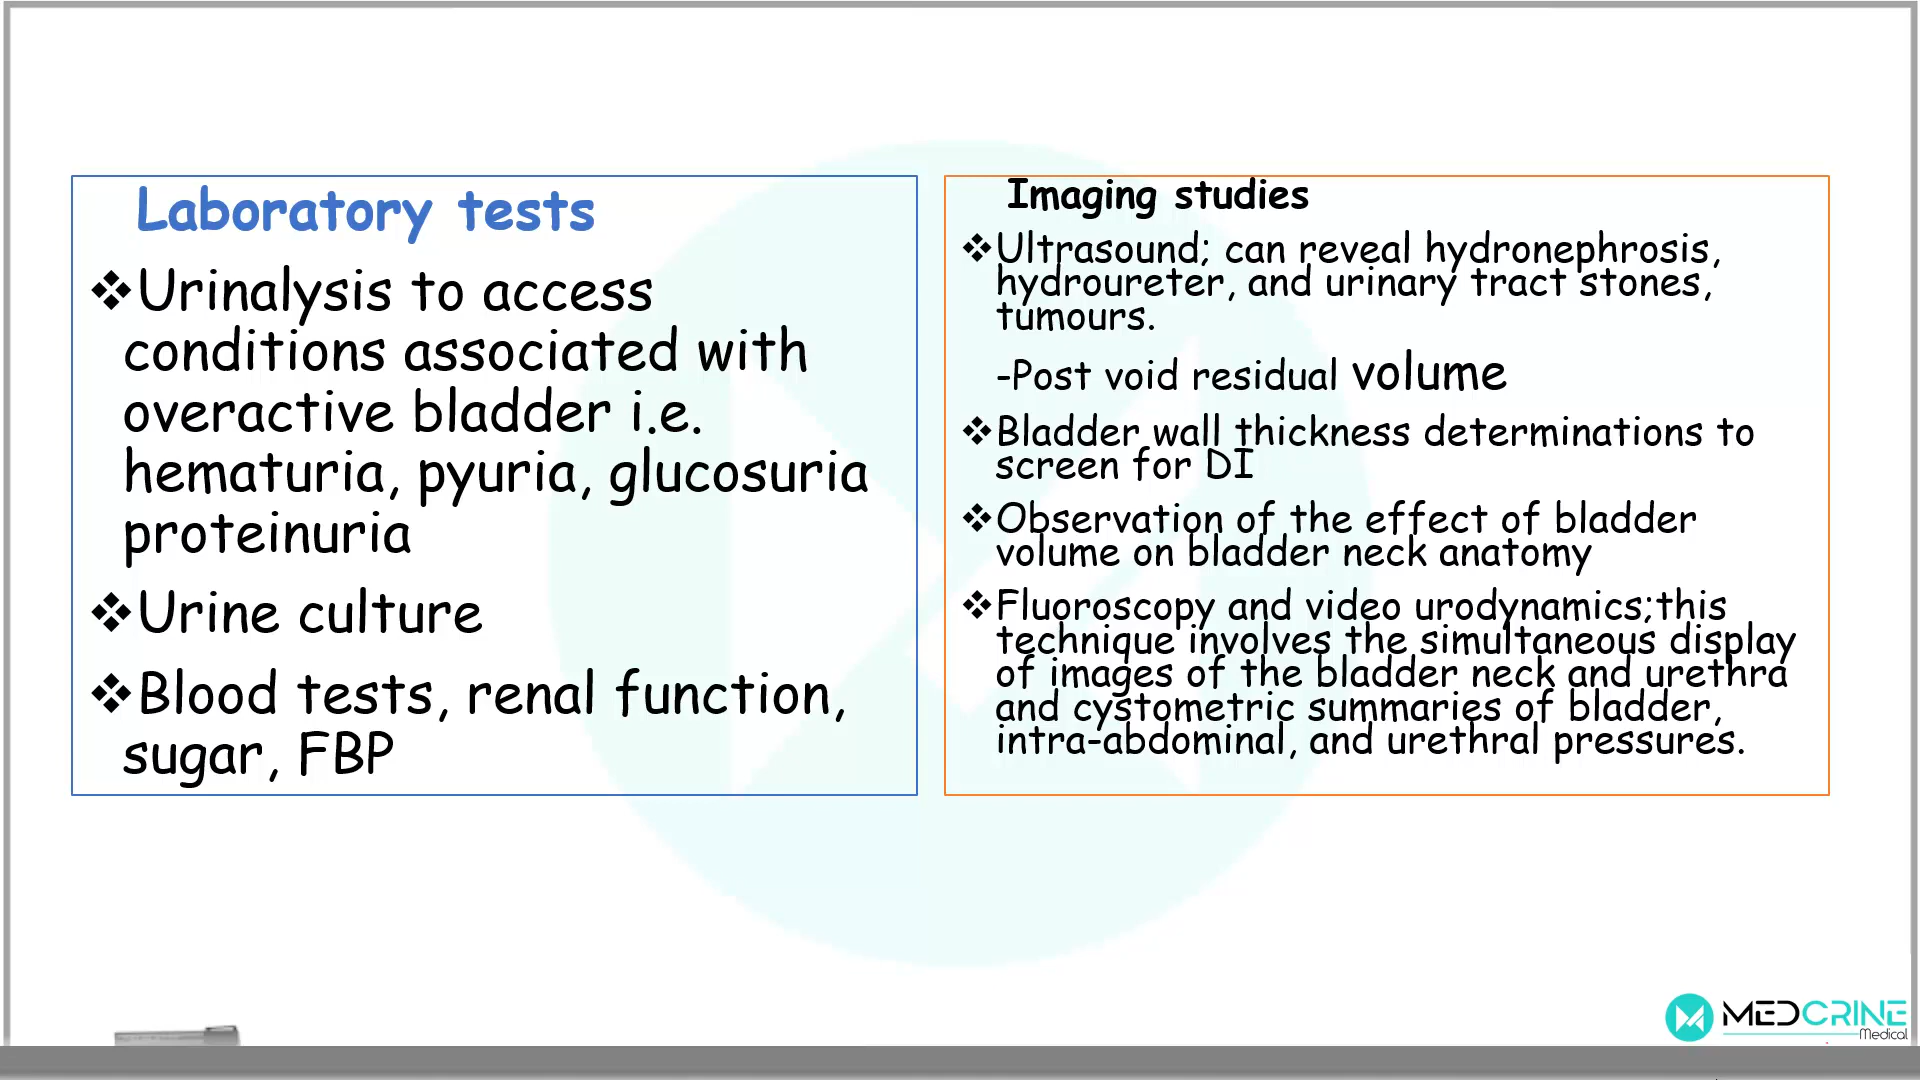 Laboratory tests
❖Urinalysis to access
conditions associated with
overactive bladder i.e.
hematuria, pyuria, glucosuria
proteinuria
❖Urine culture
❖Blood tests, renal function,
sugar, FBP
Imaging studies
❖Ultrasound; can reveal hydronephrosis,
hydroureter, and urinary tract stones,
tumours.
-Post void residual volume
❖Bladder wall thickness determinations to
screen for DI
❖Observation of the effect of bladder
volume on bladder neck anatomy
❖Fluoroscopy and video urodynamics;this
technique involves the simultaneous display
of images of the bladder neck and urethra
and cystometric summaries of bladder,
intra-abdominal, and urethral pressures.
MEDCRINE
Medical